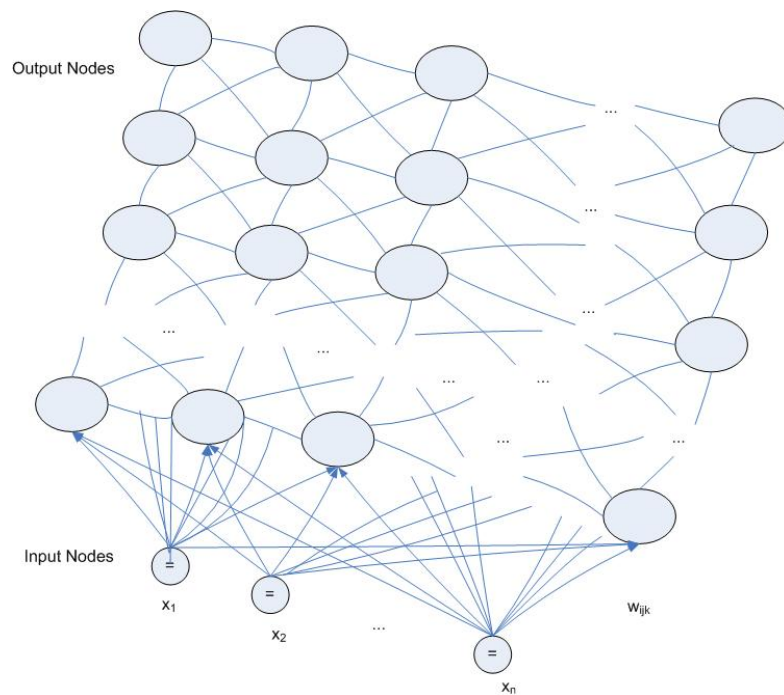 Output Nodes
...
...
...
...
...
...
...
...
Input Nodes
=
=
=
x1
x2
...
wijk
xn